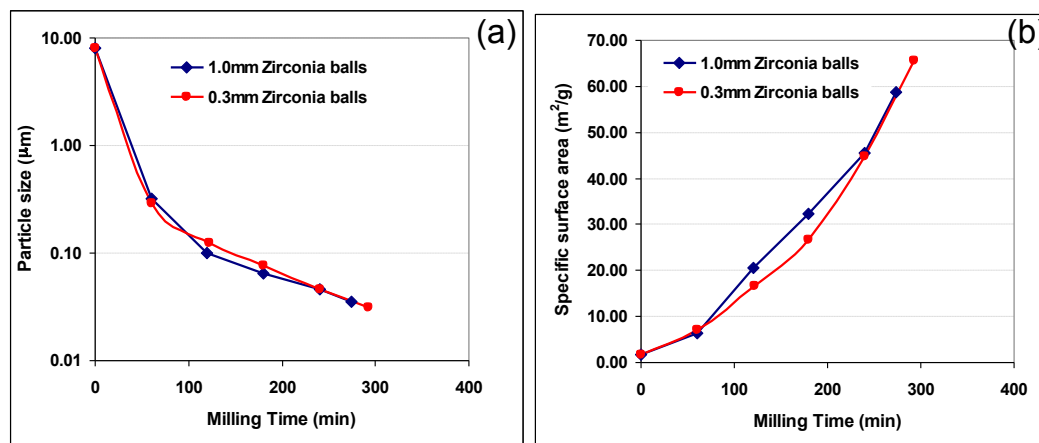 (a)
10.00
1.00
0.10
0.01
Particle size (µm)
1.0mm Zirconia balls
0.3mm Zirconia balls
0 100 200 300 400
Milling Time (min)
(b)
70.00
60.00
50.00
40.00
30.00
20.00
10.00
0.00
Specific surface area (m²/g)
1.0mm Zirconia balls
0.3mm Zirconia balls
0 100 200 300 400
Milling Time (min)